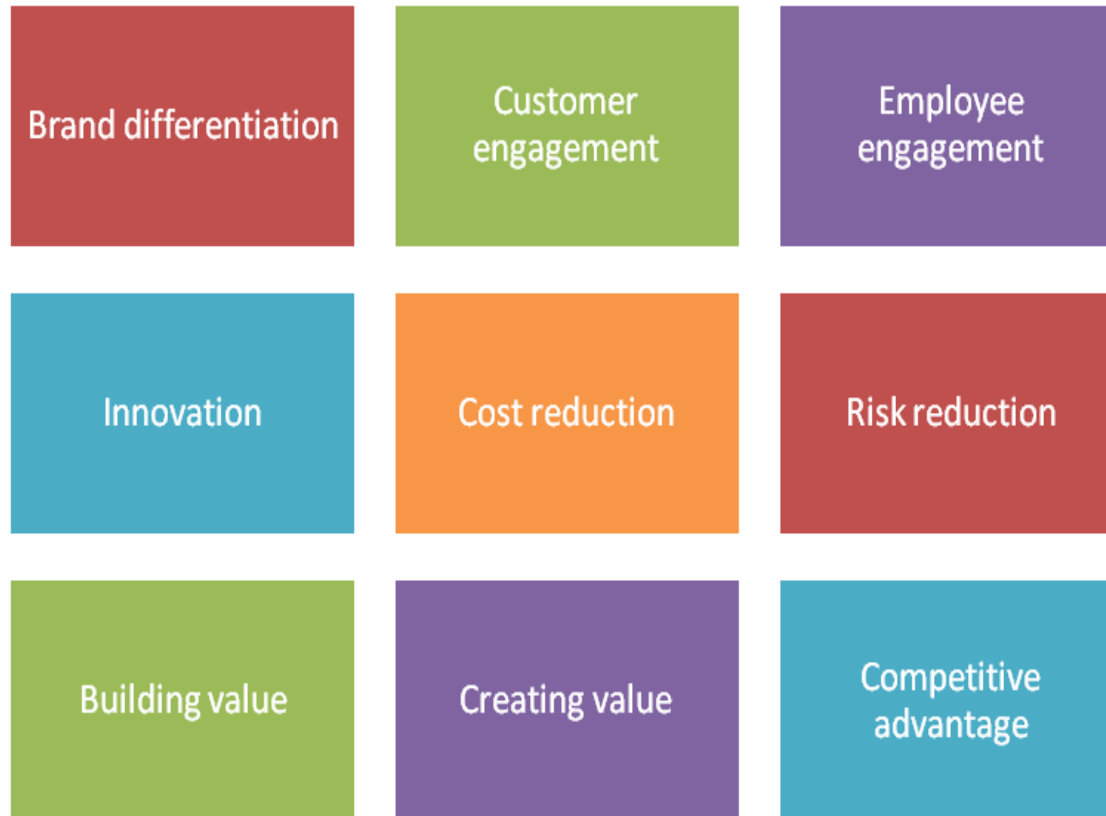 Brand differentiation
Customer
engagement
Employee
engagement
Innovation
Cost reduction
Risk reduction
Building value
Creating value
Competitive
advantage